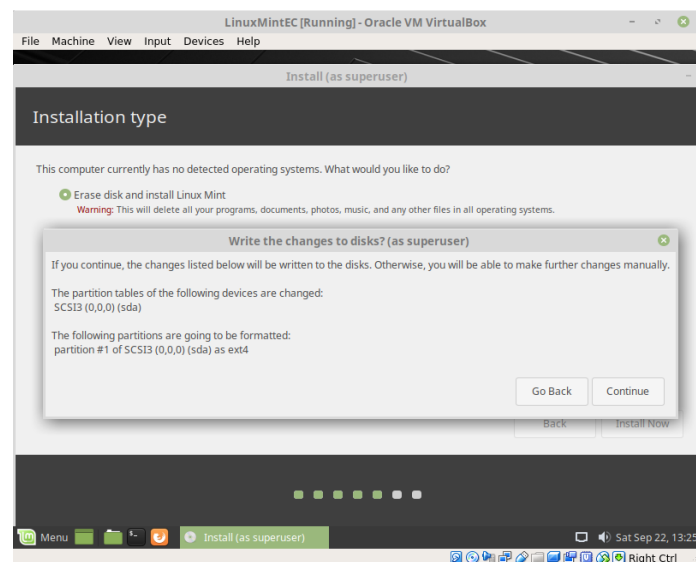 LinuxMintEC [Running] - Oracle VM VirtualBox
File Machine View Input Devices Help
Install (as superuser)
Installation type
This computer currently has no detected operating systems. What would you like to do?
Erase disk and install Linux Mint
Warning: This will delete all your programs, documents, photos, music, and any other files in all operating systems.
Write the changes to disks? (as superuser)
If you continue, the changes listed below will be written to the disks. Otherwise, you will be able to make further changes manually.
The partition tables of the following devices are changed:
SCSI3 (0,0,0) (sda)
The following partitions are going to be formatted:
partition #1 of SCSI3 (0,0,0) (sda) as ext4
Go Back Continue
Back Install Now
Menu Install (as superuser) Sat Sep 22, 13:25
Right Ctrl